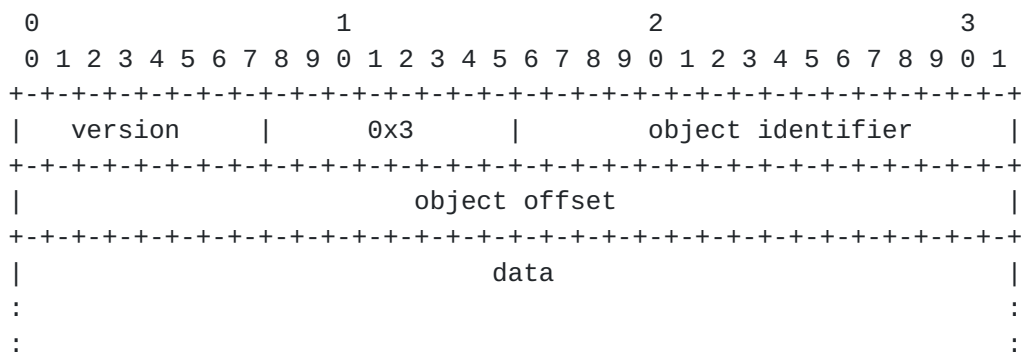 0                   1                   2                   3
 0 1 2 3 4 5 6 7 8 9 0 1 2 3 4 5 6 7 8 9 0 1 2 3 4 5 6 7 8 9 0 1
+-+-+-+-+-+-+-+-+-+-+-+-+-+-+-+-+-+-+-+-+-+-+-+-+-+-+-+-+-+-+-+-+
|   version     |      0x3      |        object identifier      |
+-+-+-+-+-+-+-+-+-+-+-+-+-+-+-+-+-+-+-+-+-+-+-+-+-+-+-+-+-+-+-+-+
|                         object offset                         |
+-+-+-+-+-+-+-+-+-+-+-+-+-+-+-+-+-+-+-+-+-+-+-+-+-+-+-+-+-+-+-+-+
|                              data                             |
:                                                               :
:                                                               :